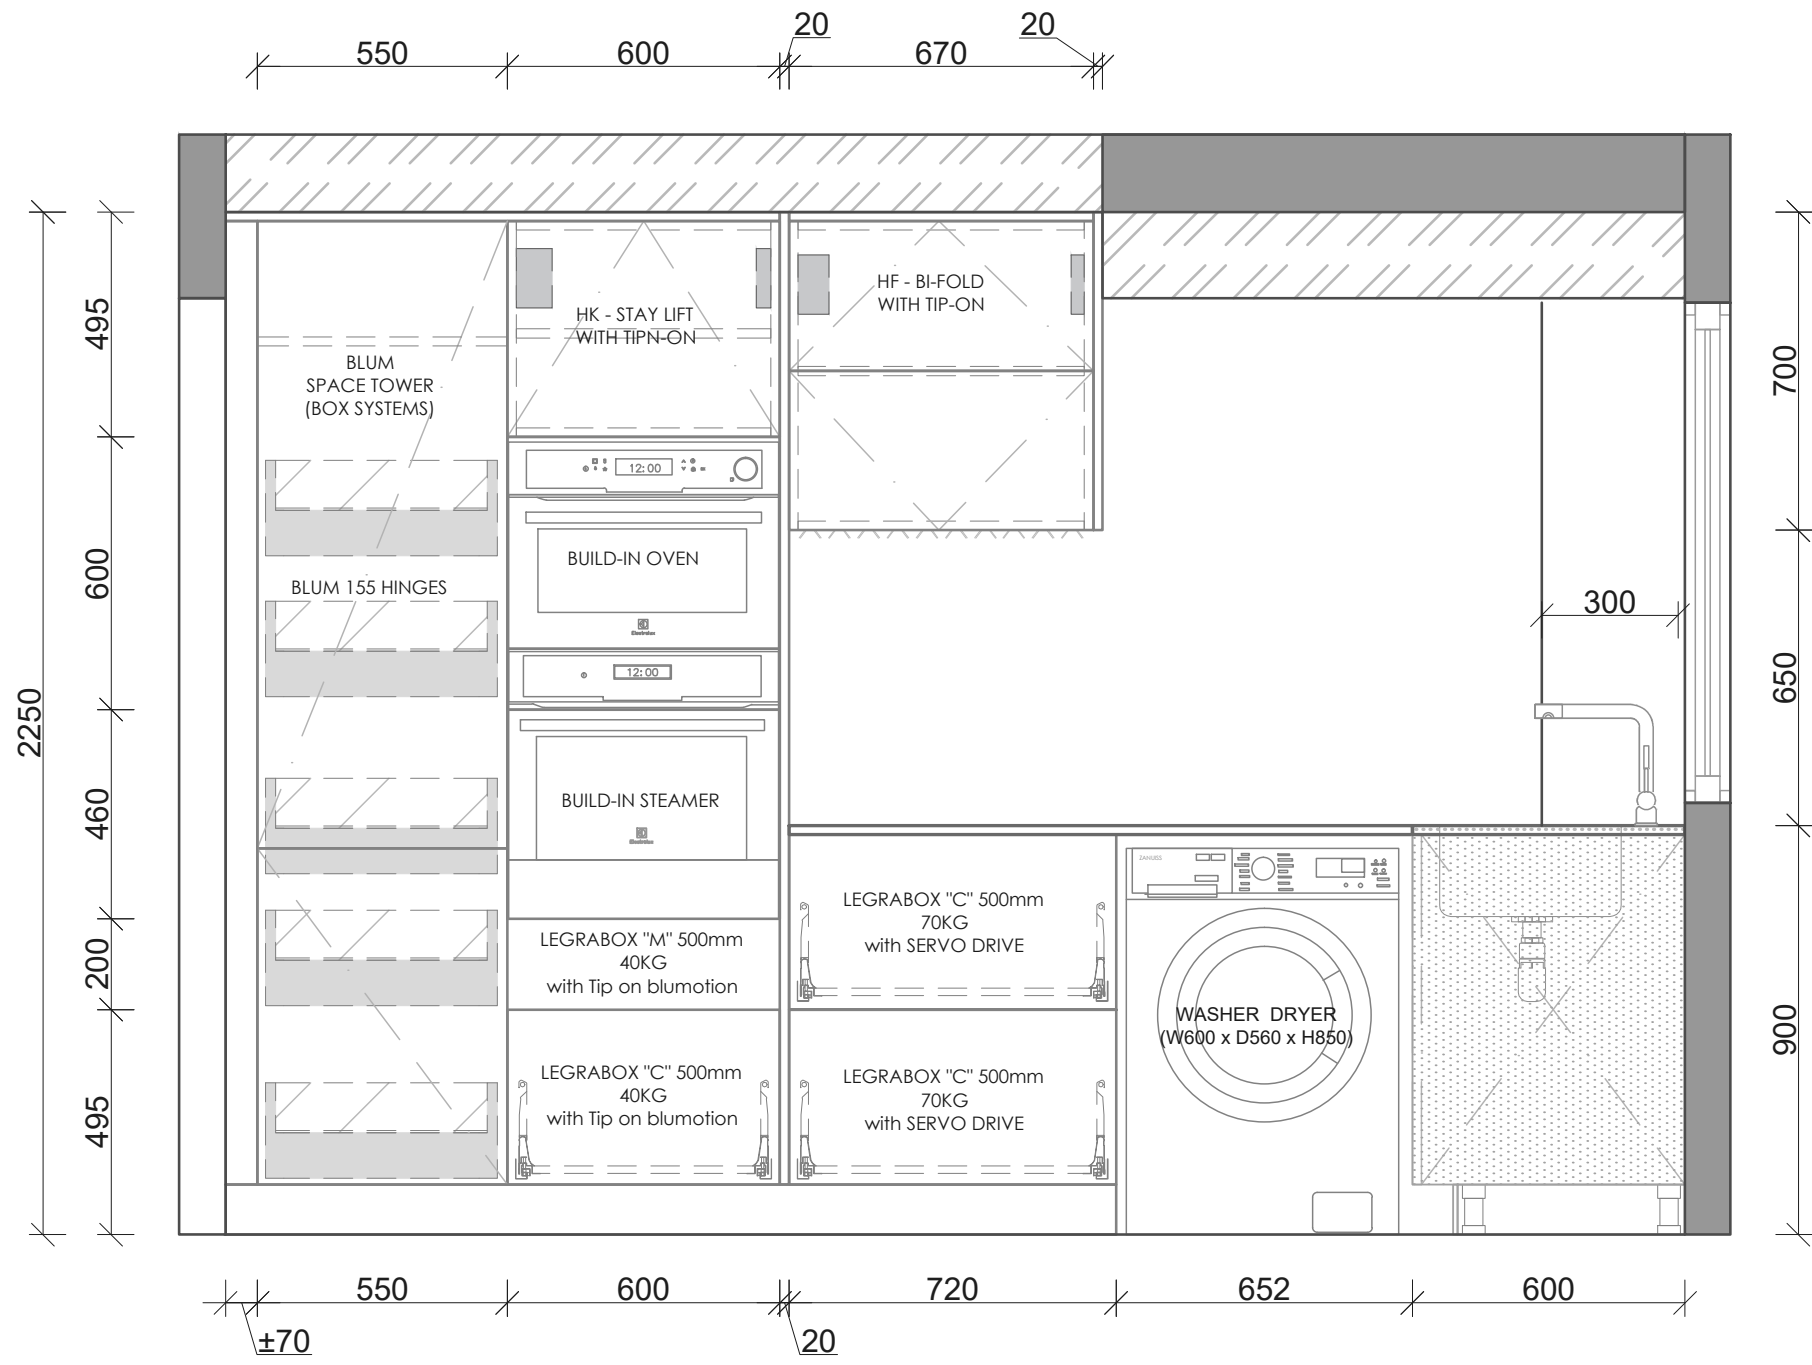 20
20
550
600
670
495
600
460
200
495
2250
HK - STAY LIFT
WITH TIPN-ON
HF - BI-FOLD
WITH TIP-ON
BLUM
SPACE TOWER
(BOX SYSTEMS)
12:00
BUILD-IN OVEN
BLUM 155 HINGES
Electrolux
12:00
BUILD-IN STEAMER
Electrolux
300
700
650
900
ZANUSSI
LEGRABOX "M" 500mm
40KG
with Tip on blumotion
LEGRABOX "C" 500mm
70KG
with SERVO DRIVE
WASHER DRYER
(W600 x D560 x H850)
LEGRABOX "C" 500mm
40KG
with Tip on blumotion
LEGRABOX "C" 500mm
70KG
with SERVO DRIVE
550
600
720
652
600
±70
20